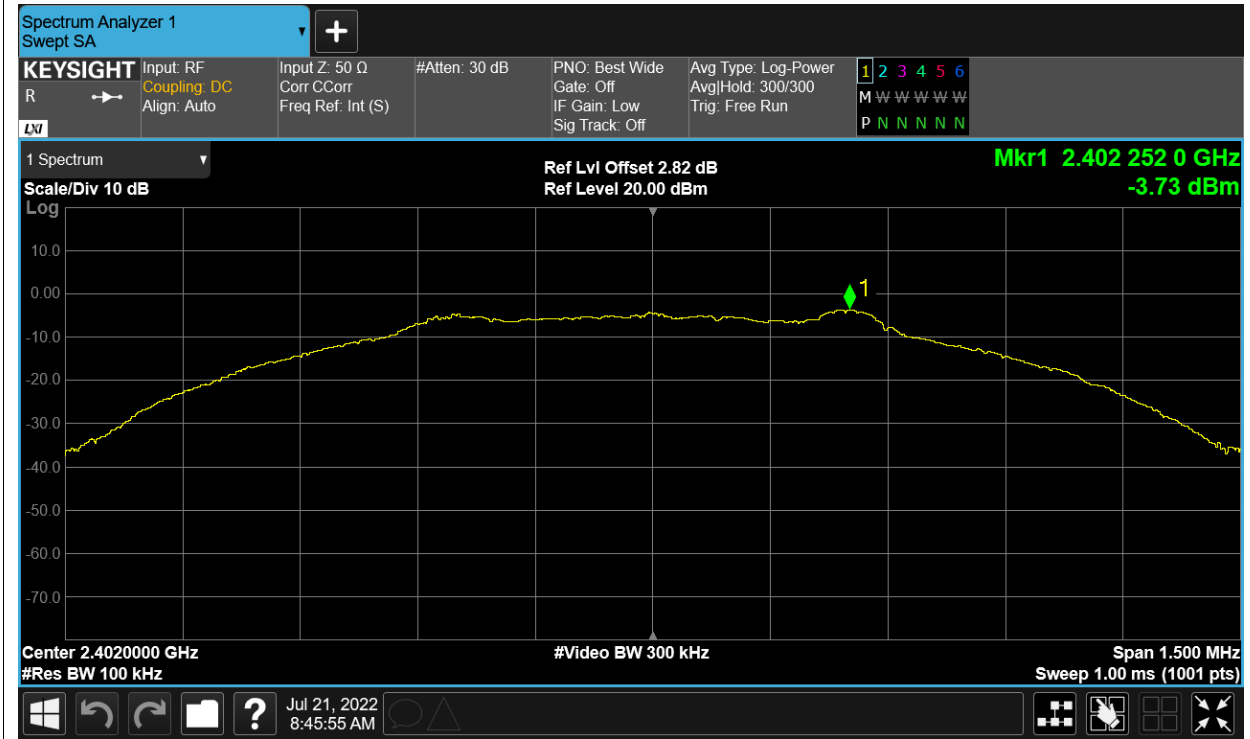 Spectrum Analyzer 1
Swept SA
+
KEYSIGHT
R
LXI
Input: RF
Coupling: DC
Align: Auto
Input Z: 50 Ω
Corr CCorr
Freq Ref: Int (S)
#Atten: 30 dB
PNO: Best Wide
Gate: Off
IF Gain: Low
Sig Track: Off
Avg Type: Log-Power
Avg|Hold: 300/300
Trig: Free Run
1 2 3 4 5 6
M W W W W W
P N N N N N
1 Spectrum
Scale/Div 10 dB
Log
Ref Lvl Offset 2.82 dB
Ref Level 20.00 dBm
Mkr1 2.402 252 0 GHz
-3.73 dBm
10.0
0.00
-10.0
-20.0
-30.0
-40.0
-50.0
-60.0
-70.0
1
Center 2.4020000 GHz
#Res BW 100 kHz
#Video BW 300 kHz
Span 1.500 MHz
Sweep 1.00 ms (1001 pts)
?
Jul 21, 2022
8:45:55 AM